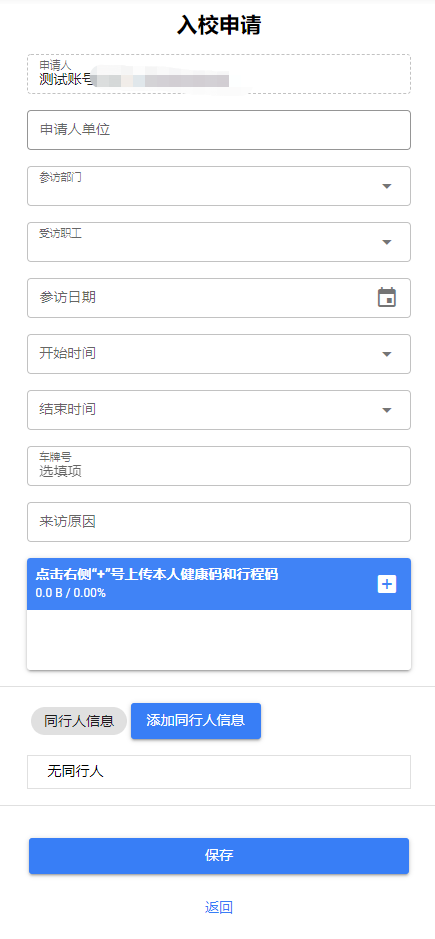 入校申请
申请人
测试账号
申请人单位
参访部门
受访职工
参访日期
开始时间
结束时间
车牌号
选填项
来访原因
点击右侧“+”号上传本人健康码和行程码
0.0 B / 0.00%
同行人信息 添加同行人信息
无同行人
保存
返回